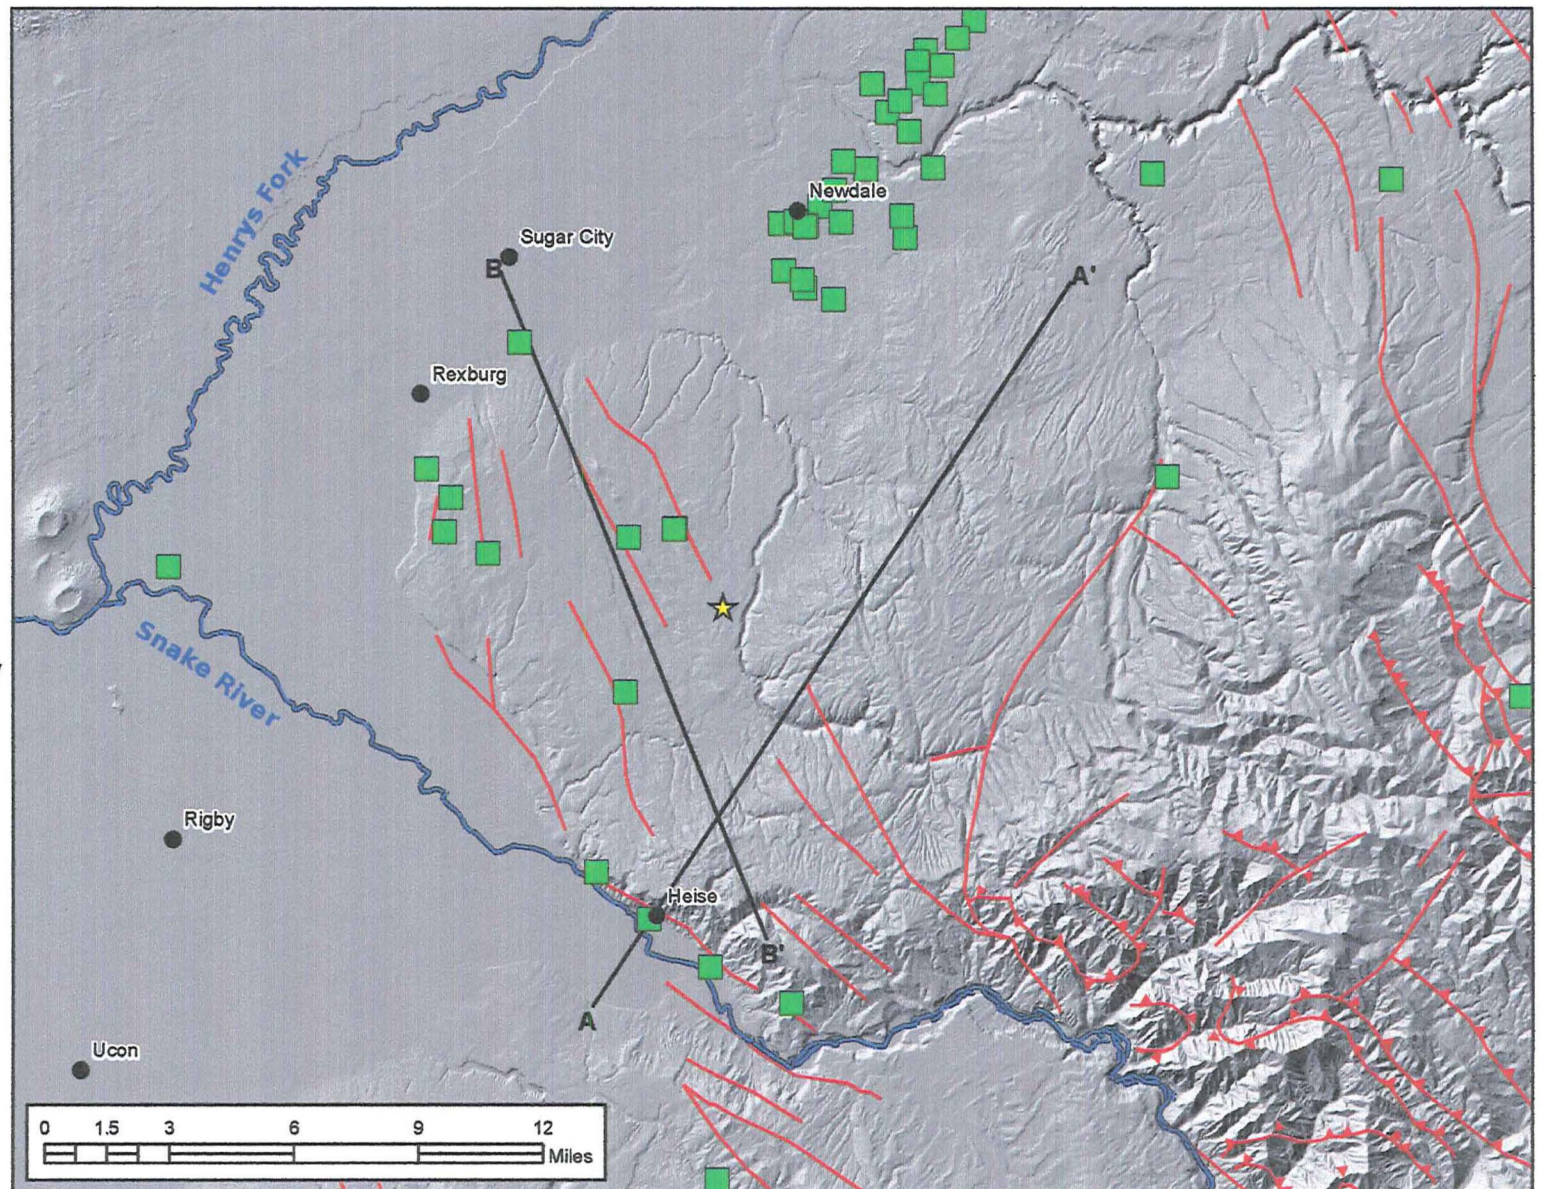 Henrys Fork
Newdale
Sugar City
B
A'
Rexburg
Snake River
Rigby
Heise
B'
A
Ucon
0 1.5 3 6 9 12
Miles